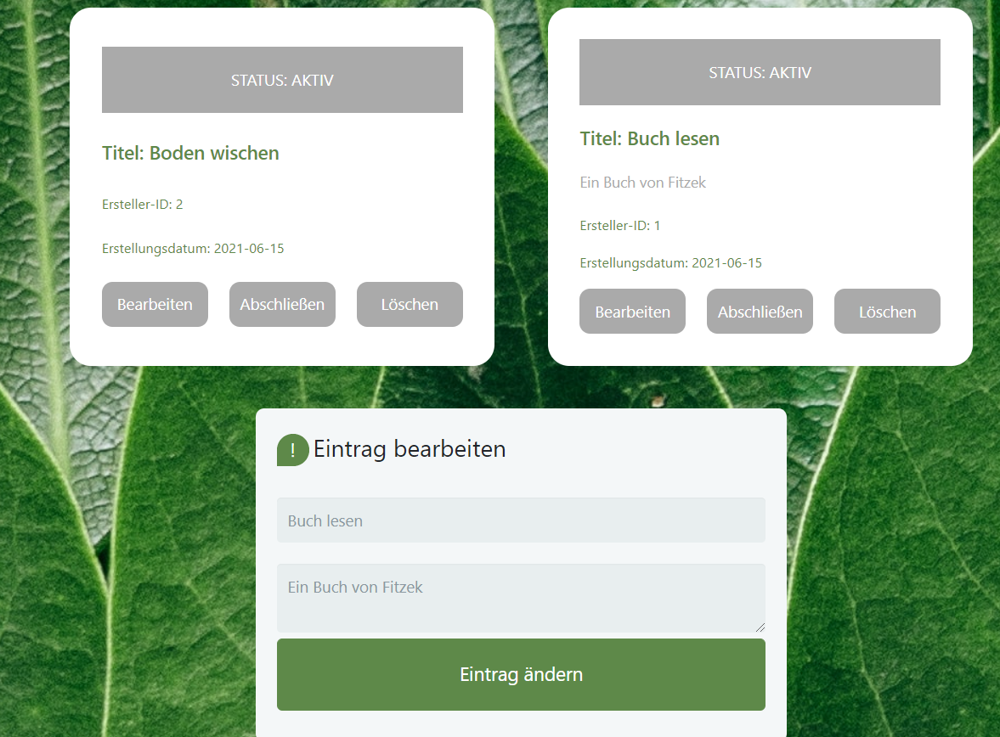 STATUS: AKTIV
Titel: Boden wischen
Ersteller-ID: 2
Erstellungsdatum: 2021-06-15
Bearbeiten Abschließen Löschen
STATUS: AKTIV
Titel: Buch lesen
Ein Buch von Fitzek
Ersteller-ID: 1
Erstellungsdatum: 2021-06-15
Bearbeiten Abschließen Löschen
! Eintrag bearbeiten
Buch lesen
Ein Buch von Fitzek
Eintrag ändern